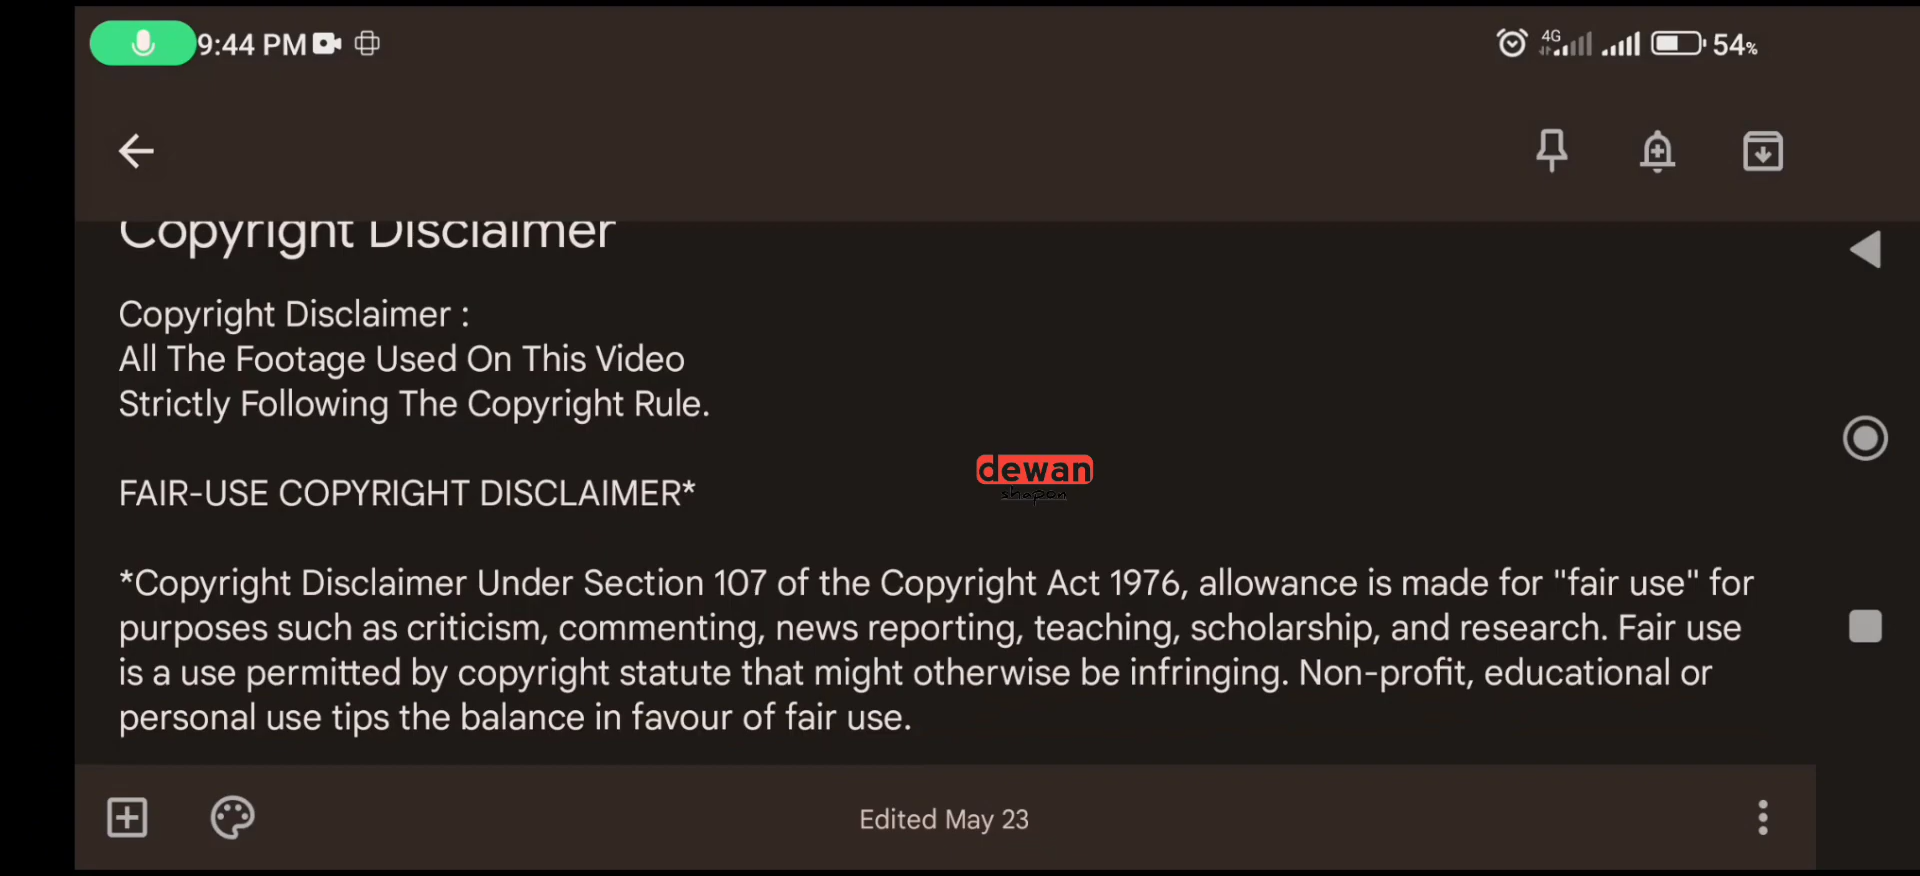 9:44 PM
4G
54%
Copyright Disclaimer
Copyright Disclaimer :
All The Footage Used On This Video
Strictly Following The Copyright Rule.
FAIR-USE COPYRIGHT DISCLAIMER*
dewan
shopon
*Copyright Disclaimer Under Section 107 of the Copyright Act 1976, allowance is made for "fair use" for
purposes such as criticism, commenting, news reporting, teaching, scholarship, and research. Fair use
is a use permitted by copyright statute that might otherwise be infringing. Non-profit, educational or
personal use tips the balance in favour of fair use.
Edited May 23